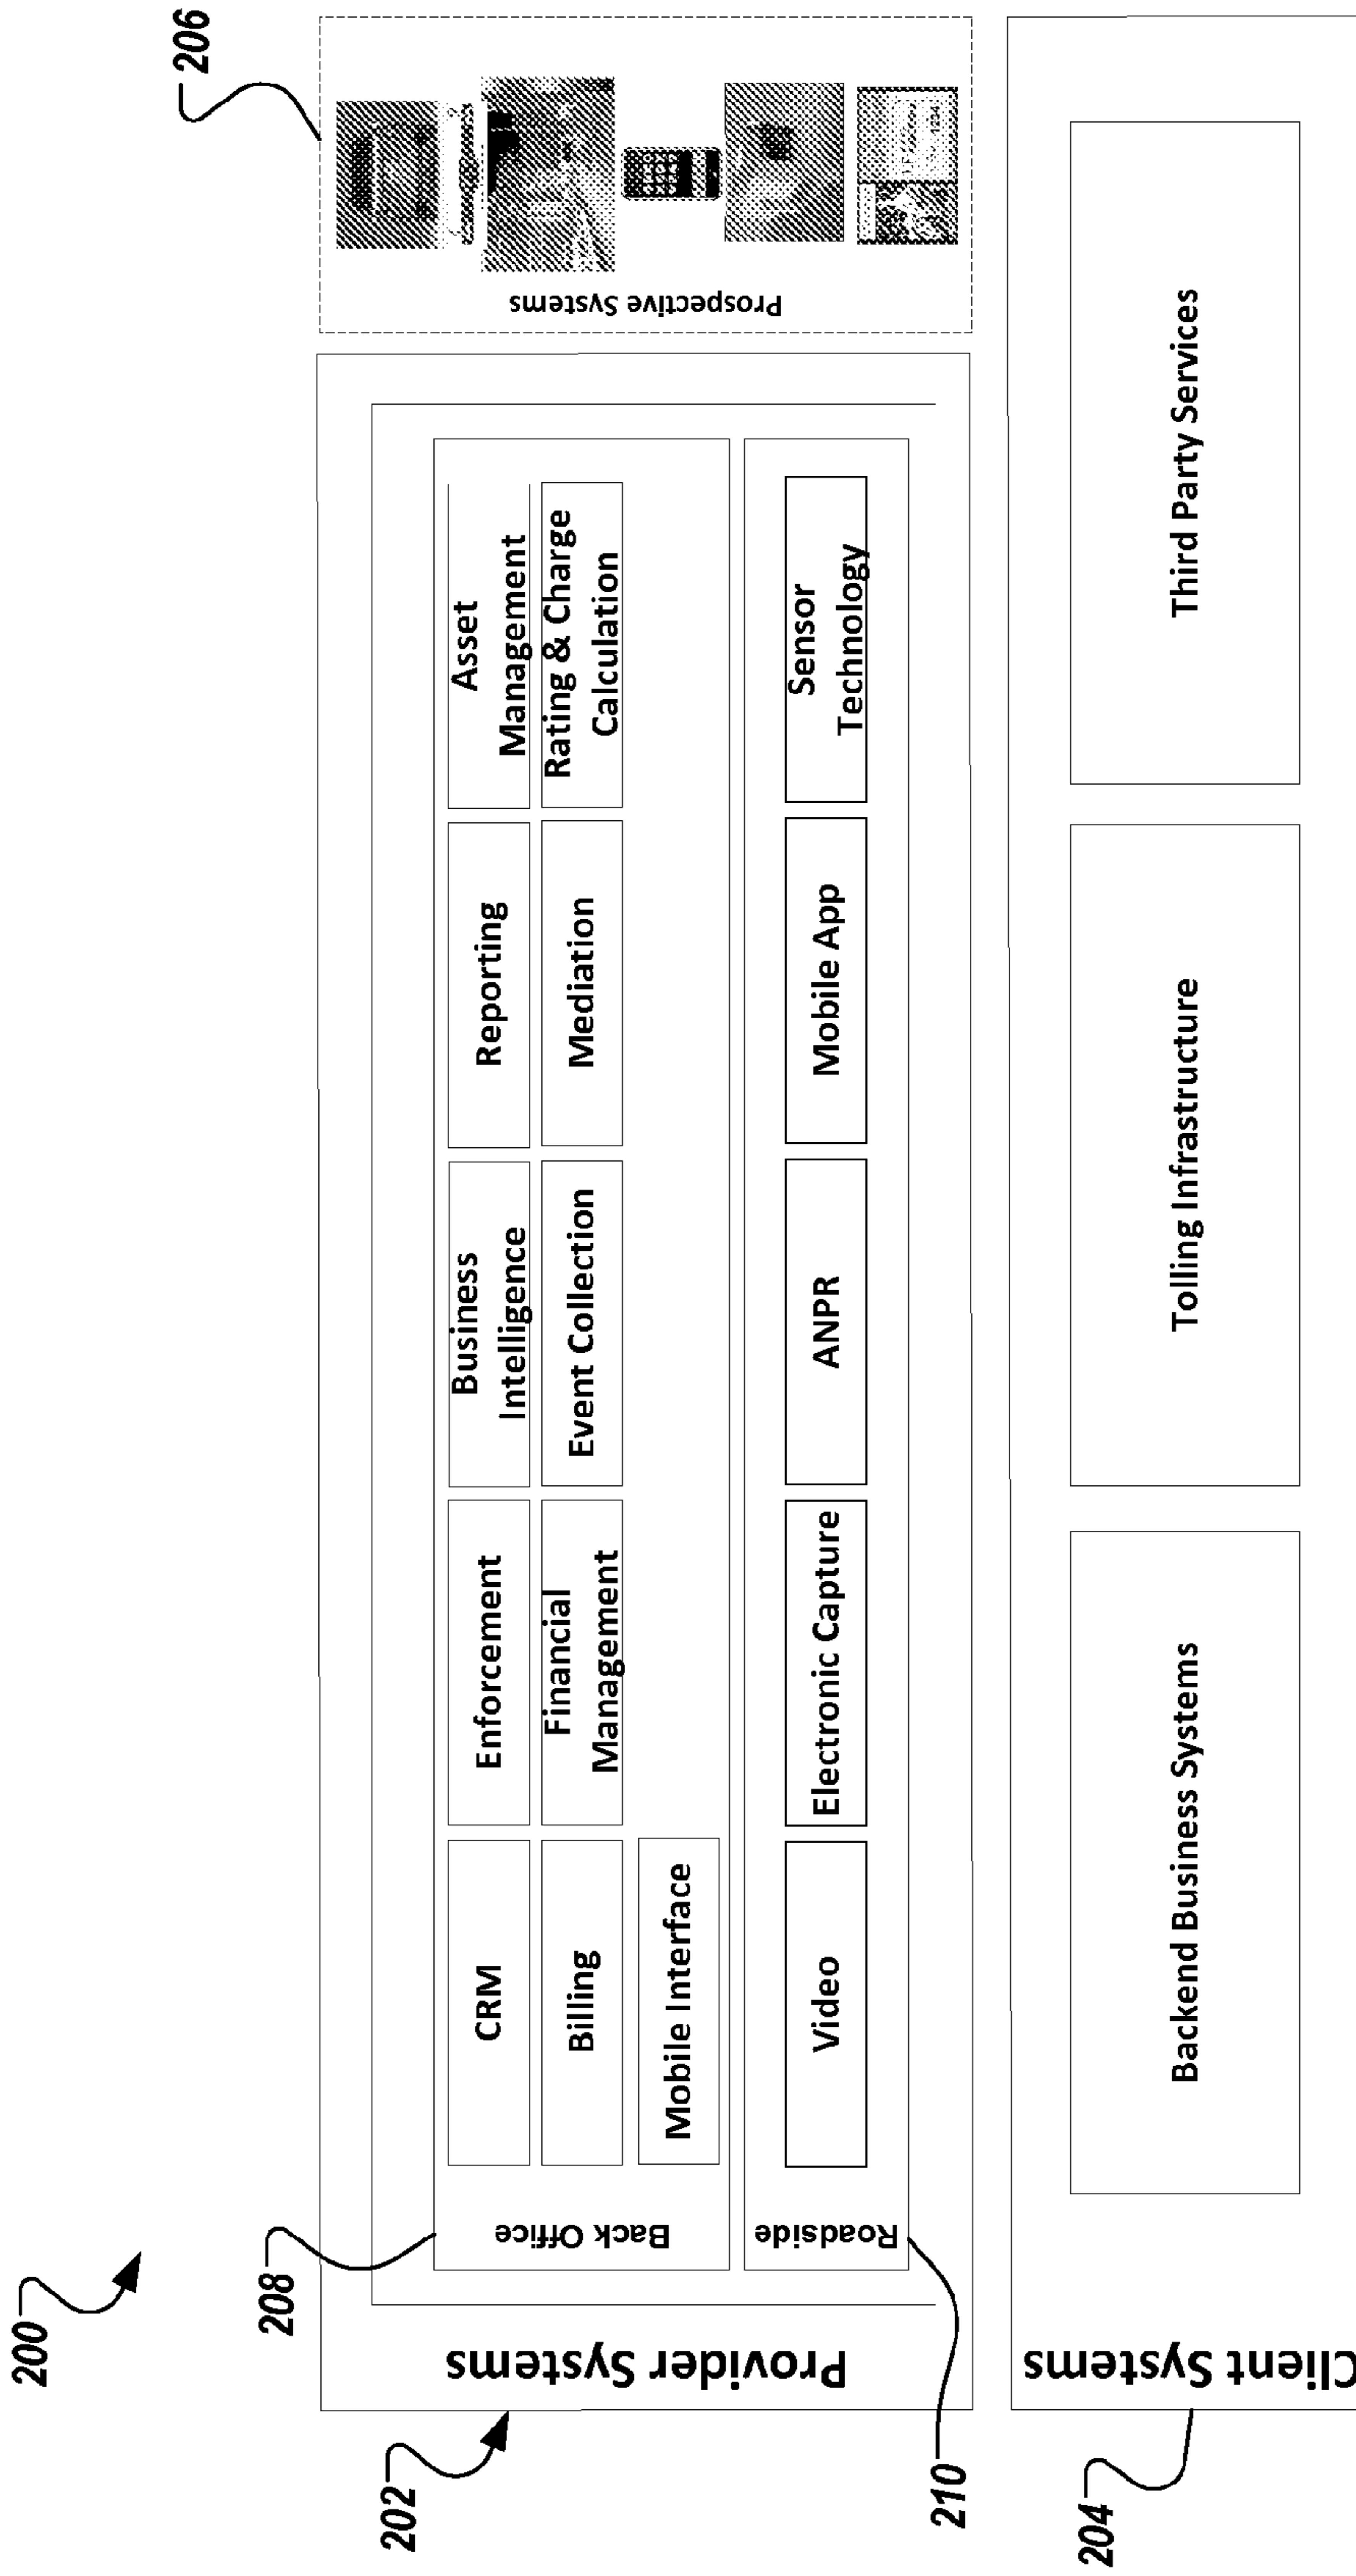 200
206
202
208
Provider Systems
Back Office
CRM
Enforcement
Business
Intelligence
Reporting
Asset
Management
Billing
Financial
Management
Event Collection
Mediation
Rating & Charge
Calculation
Mobile Interface
Roadside
210
Video
Electronic Capture
ANPR
Mobile App
Sensor
Technology
Prospective Systems
1234
204
Client Systems
Backend Business Systems
Tolling Infrastructure
Third Party Services